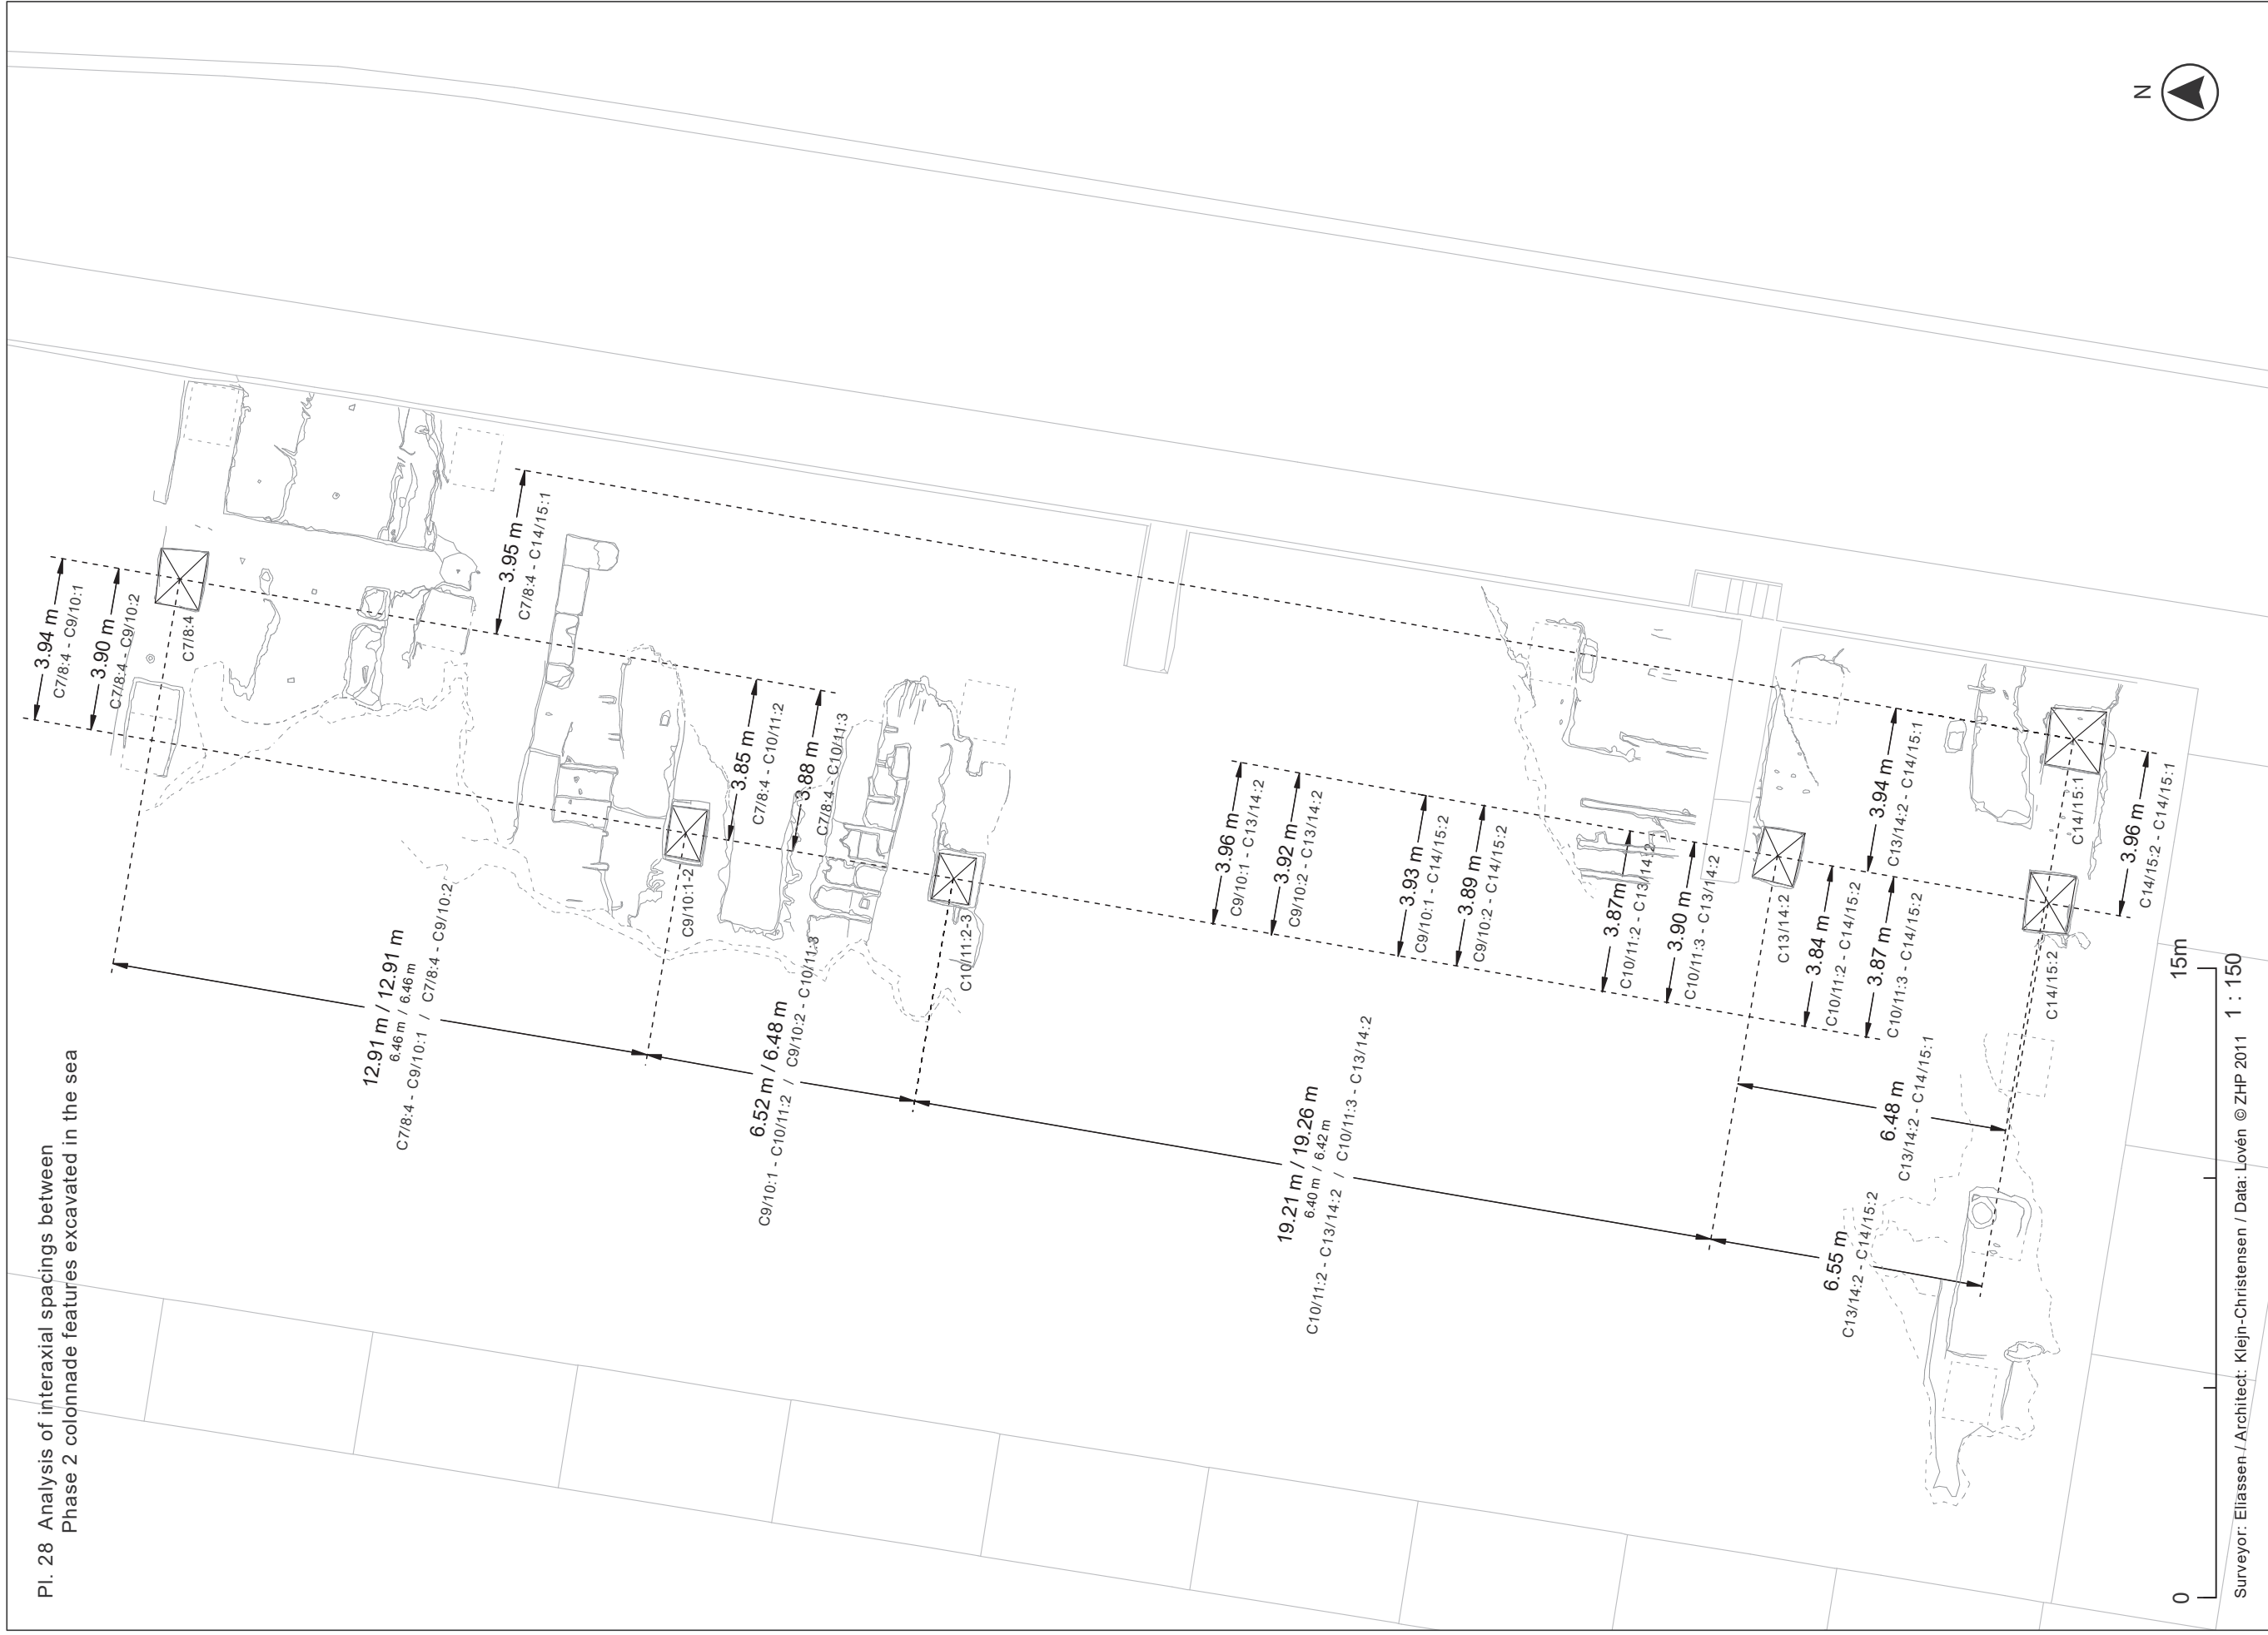 Pl. 28 Analysis of interaxial spacings between
Phase 2 colonnade features excavated in the sea
N
3.94 m
C7/8:4 - C9/10:1
3.90 m
C7/8:4 - C9/10:2
C7/8:4
3.95 m
C7/8:4 - C14/15:1
12.91 m / 12.91 m
6.46 m / 6.46 m
C7/8:4 - C9/10:1 / C7/8:4 - C9/10:2
C9/10:1-2
3.85 m
C7/8:4 - C10/11:2
3.88 m
C7/8:4 - C10/11:3
6.52 m / 6.48 m
C9/10:1 - C10/11:2 / C9/10:2 - C10/11:3
C10/11:2-3
3.96 m
C9/10:1 - C13/14:2
3.92 m
C9/10:2 - C13/14:2
3.93 m
C9/10:1 - C14/15:2
3.89 m
C9/10:2 - C14/15:2
19.21 m / 19.26 m
6.40 m / 6.42 m
C10/11:2 - C13/14:2 / C10/11:3 - C13/14:2
3.87m
C10/11:2 - C13/14:2
3.90 m
C10/11:3 - C13/14:2
C13/14:2
3.84 m
C10/11:2 - C14/15:2
3.87 m
C10/11:3 - C14/15:2
3.94 m
C13/14:2 - C14/15:1
6.48 m
C13/14:2 - C14/15:1
6.55 m
C13/14:2 - C14/15:2
C14/15:1
C14/15:2
3.96 m
C14/15:2 - C14/15:1
0
15m
1 : 150
Surveyor: Eliassen / Architect: Klejn-Christensen / Data: Lovén © ZHP 2011